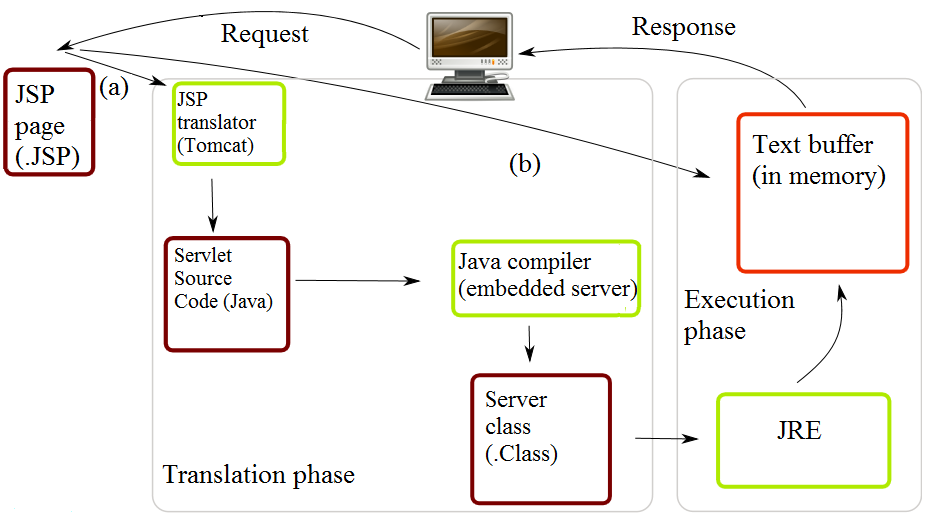 Request
Response
JSP
page
(.JSP)
(a)
JSP
translator
(Tomcat)
(b)
Text buffer
(in memory)
Servlet
Source
Code (Java)
Java compiler
(embedded server)
Execution
phase
Server
class
(.Class)
JRE
Translation phase